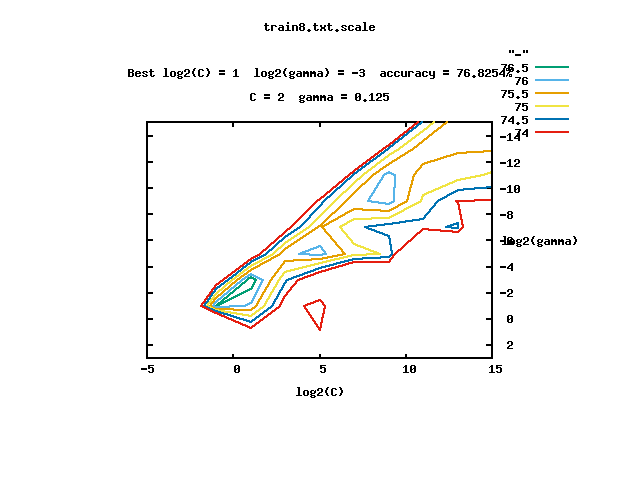 train8.txt.scale
"-"
Best log2(C) = 1 log2(gamma) = -3 accuracy = 76.8254%
76.5
76
75.5
75
74.5
74
C = 2 gamma = 0.125
-14
-12
-10
-8
-6
log2(gamma)
-4
-2
0
2
-5 0 5 10 15
log2(C)